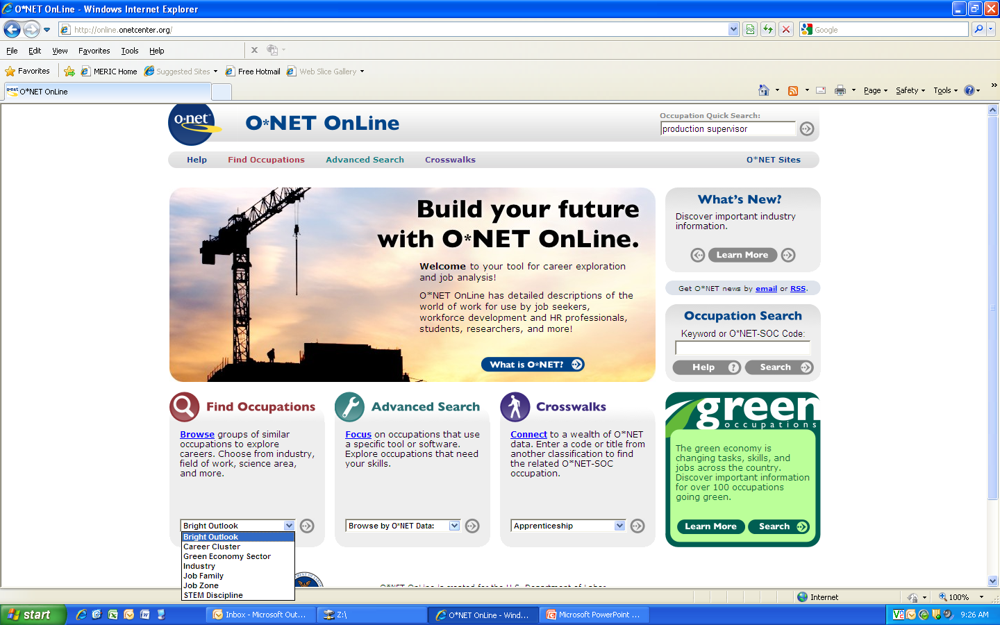 O*NET OnLine - Windows Internet Explorer
http://online.onetcenter.org/
Google
File Edit View Favorites Tools Help
Favorites MERIC Home Suggested Sites Free Hotmail Web Slice Gallery
O*NET OnLine
Page Safety Tools
o*net
O*NET OnLine
Occupation Quick Search:
production supervisor
Help Find Occupations Advanced Search Crosswalks O*NET Sites
Build your future
with O*NET OnLine.
Welcome to your tool for career exploration
and job analysis!
O*NET OnLine has detailed descriptions of the
world of work for use by job seekers,
workforce development and HR professionals,
students, researchers, and more!
What is O*NET?
What's New?
Discover important industry
information.
Learn More
Get O*NET news by email or RSS.
Occupation Search
Keyword or O*NET-SOC Code:
Help Search
Find Occupations
Browse groups of similar
occupations to explore
careers. Choose from industry,
field of work, science area,
and more.
Bright Outlook
Bright Outlook
Career Cluster
Green Economy Sector
Industry
Job Family
Job Zone
STEM Discipline
Advanced Search
Focus on occupations that use
a specific tool or software.
Explore occupations that need
your skills.
Browse by O*NET Data:
Crosswalks
Connect to a wealth of O*NET
data. Enter a code or title from
another classification to find
the related O*NET-SOC
occupation.
Apprenticeship
green
occupations
The green economy is
changing tasks, skills, and
jobs across the country.
Discover important information
for over 100 occupations
going green.
Learn More Search
O*NET OnLine is created for the U.S. Department of Labor
Internet 100%
start Inbox - Microsoft Out... Z:\ O*NET OnLine - Wind... Microsoft PowerPoint ... 9:26 AM